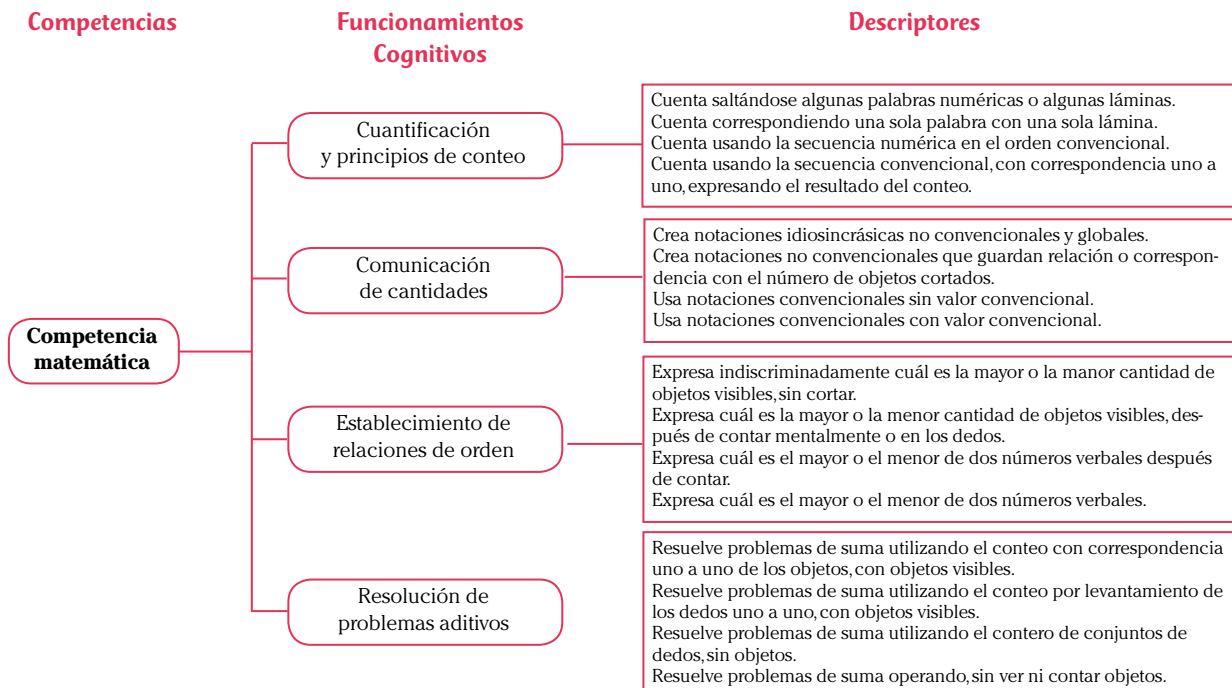 Competencias
Funcionamientos
Cognitivos
Descriptores
Competencia
matemática
Cuantificación
y principios de conteo
Cuenta saltándose algunas palabras numéricas o algunas láminas.
Cuenta correspondiendo una sola palabra con una sola lámina.
Cuenta usando la secuencia numérica en el orden convencional.
Cuenta usando la secuencia convencional, con correspondencia uno a
uno, expresando el resultado del conteo.
Comunicación
de cantidades
Crea notaciones idiosincrásicas no convencionales y globales.
Crea notaciones no convencionales que guardan relación o correspon-
dencia con el número de objetos cortados.
Usa notaciones convencionales sin valor convencional.
Usa notaciones convencionales con valor convencional.
Establecimiento de
relaciones de orden
Expresa indiscriminadamente cuál es la mayor o la manor cantidad de
objetos visibles, sin cortar.
Expresa cuál es la mayor o la menor cantidad de objetos visibles, des-
pués de contar mentalmente o en los dedos.
Expresa cuál es el mayor o el menor de dos números verbales después
de contar.
Expresa cuál es el mayor o el menor de dos números verbales.
Resolución de
problemas aditivos
Resuelve problemas de suma utilizando el conteo con correspondencia
uno a uno de los objetos, con objetos visibles.
Resuelve problemas de suma utilizando el conteo por levantamiento de
los dedos uno a uno, con objetos visibles.
Resuelve problemas de suma utilizando el contero de conjuntos de
dedos, sin objetos.
Resuelve problemas de suma operando, sin ver ni contar objetos.